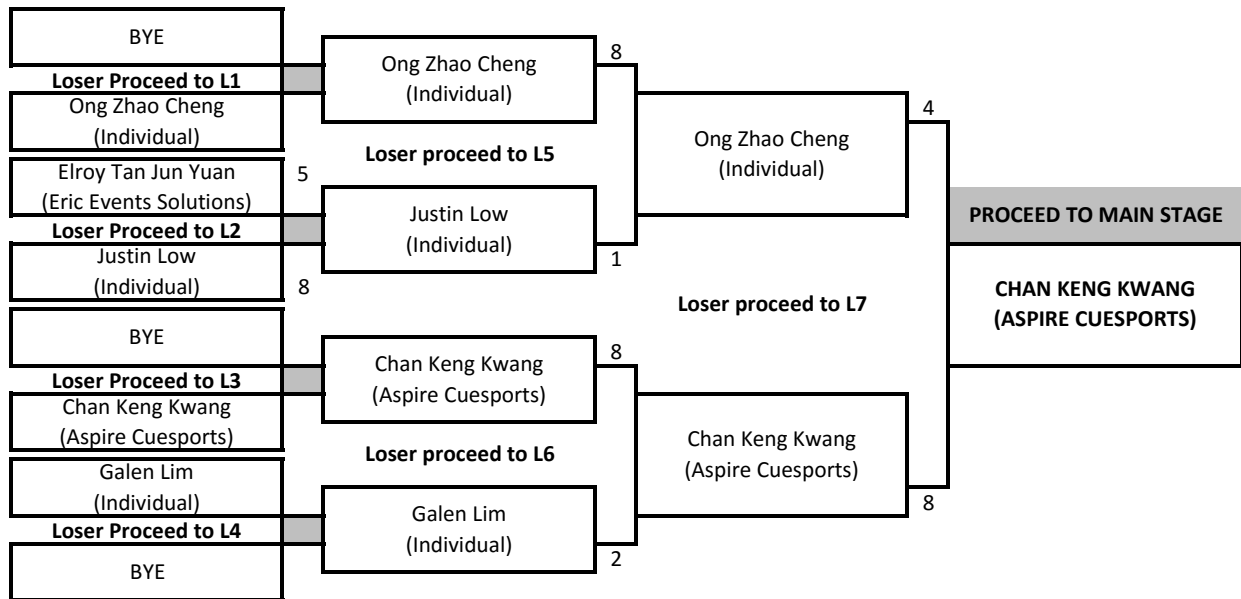 BYE
Loser Proceed to L1
Ong Zhao Cheng
(Individual)
Elroy Tan Jun Yuan
(Eric Events Solutions)
5
Loser Proceed to L2
Justin Low
(Individual)
8
BYE
Loser Proceed to L3
Chan Keng Kwang
(Aspire Cuesports)
Galen Lim
(Individual)
Loser Proceed to L4
BYE
Ong Zhao Cheng
(Individual)
8
Loser proceed to L5
Justin Low
(Individual)
1
Chan Keng Kwang
(Aspire Cuesports)
8
Loser proceed to L6
Galen Lim
(Individual)
2
Ong Zhao Cheng
(Individual)
4
Loser proceed to L7
Chan Keng Kwang
(Aspire Cuesports)
8
PROCEED TO MAIN STAGE
CHAN KENG KWANG
(ASPIRE CUESPORTS)